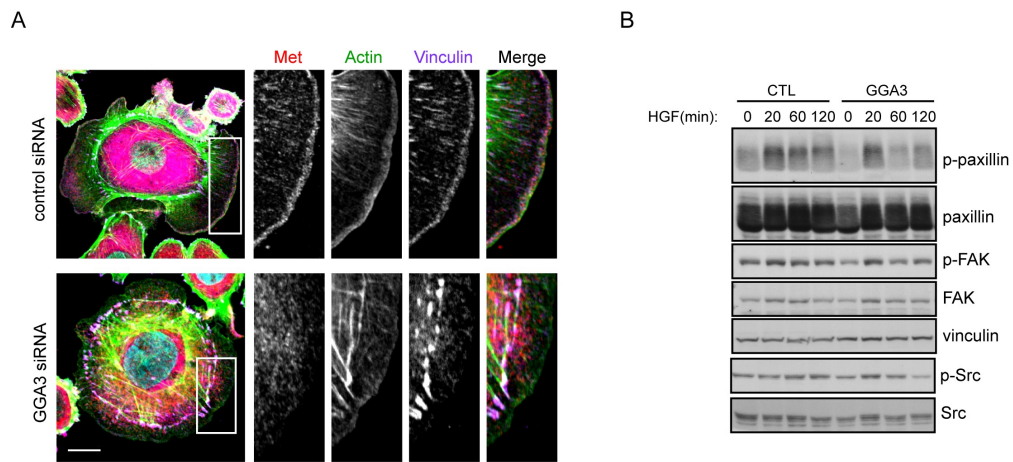 A
Met Actin Vinculin Merge
control siRNA
GGA3 siRNA
B
CTL GGA3
HGF(min): 0 20 60 120 0 20 60 120
p-paxillin
paxillin
p-FAK
FAK
vinculin
p-Src
Src